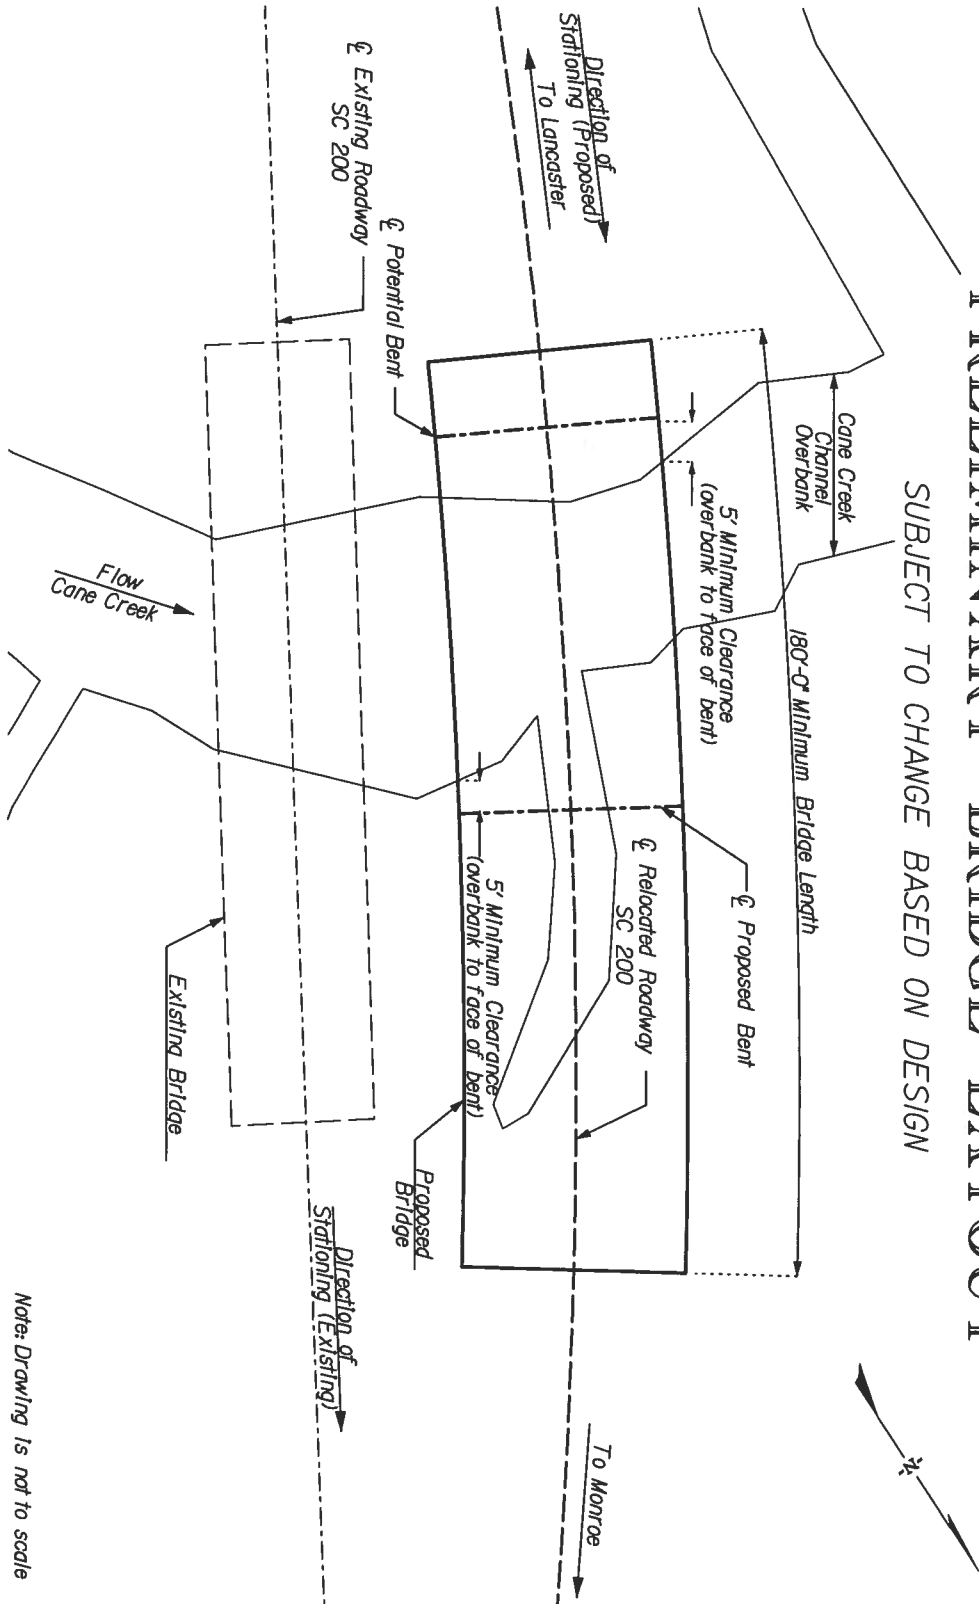 PRELIMINARY BRIDGE LAYOUT
SUBJECT TO CHANGE BASED ON DESIGN
Cane Creek
Channel
Overbank
180'-0" Minimum Bridge Length
5' Minimum Clearance
(overbank to face of bent)
℄ Proposed Bent
℄ Relocated Roadway
SC 200
Direction of
Stationing (Proposed)
To Lancaster
To Monroe
5' Minimum Clearance
(overbank to face of bent)
℄ Potential Bent
Proposed
Bridge
℄ Existing Roadway
SC 200
Direction of
Stationing (Existing)
Existing Bridge
Flow
Cane Creek
N
Note: Drawing is not to scale